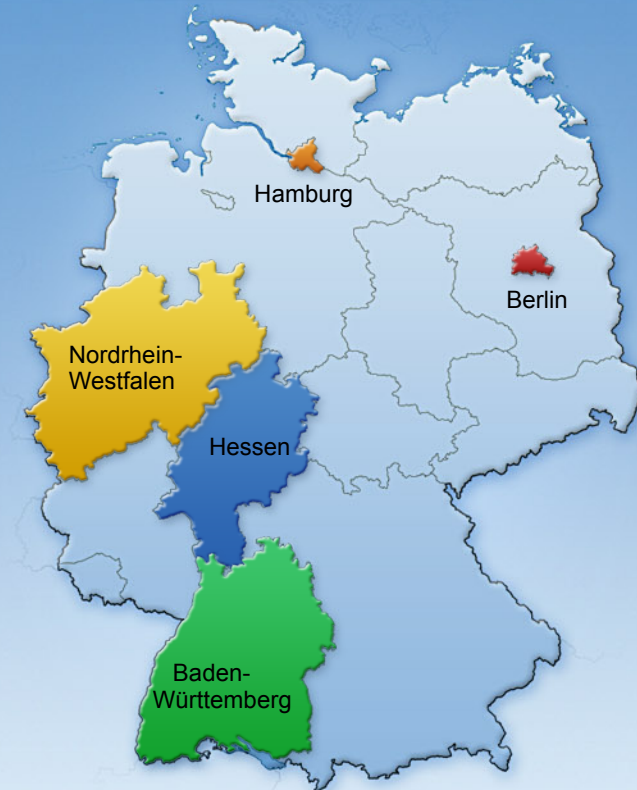 Hamburg
Berlin
Nordrhein-
Westfalen
Hessen
Baden-
Württemberg